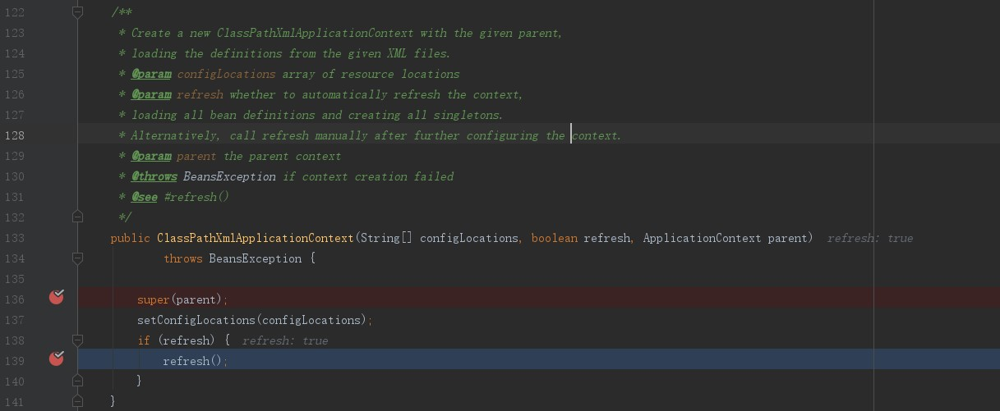 122 /**
123 * Create a new ClassPathXmlApplicationContext with the given parent,
124 * loading the definitions from the given XML files.
125 * @param configLocations array of resource locations
126 * @param refresh whether to automatically refresh the context,
127 * loading all bean definitions and creating all singletons.
128 * Alternatively, call refresh manually after further configuring the context.
129 * @param parent the parent context
130 * @throws BeansException if context creation failed
131 * @see #refresh()
132 */
133 public ClassPathXmlApplicationContext(String[] configLocations, boolean refresh, ApplicationContext parent) refresh: true
134 throws BeansException {
135
136 super(parent);
137 setConfigLocations(configLocations);
138 if (refresh) { refresh: true
139 refresh();
140 }
141 }